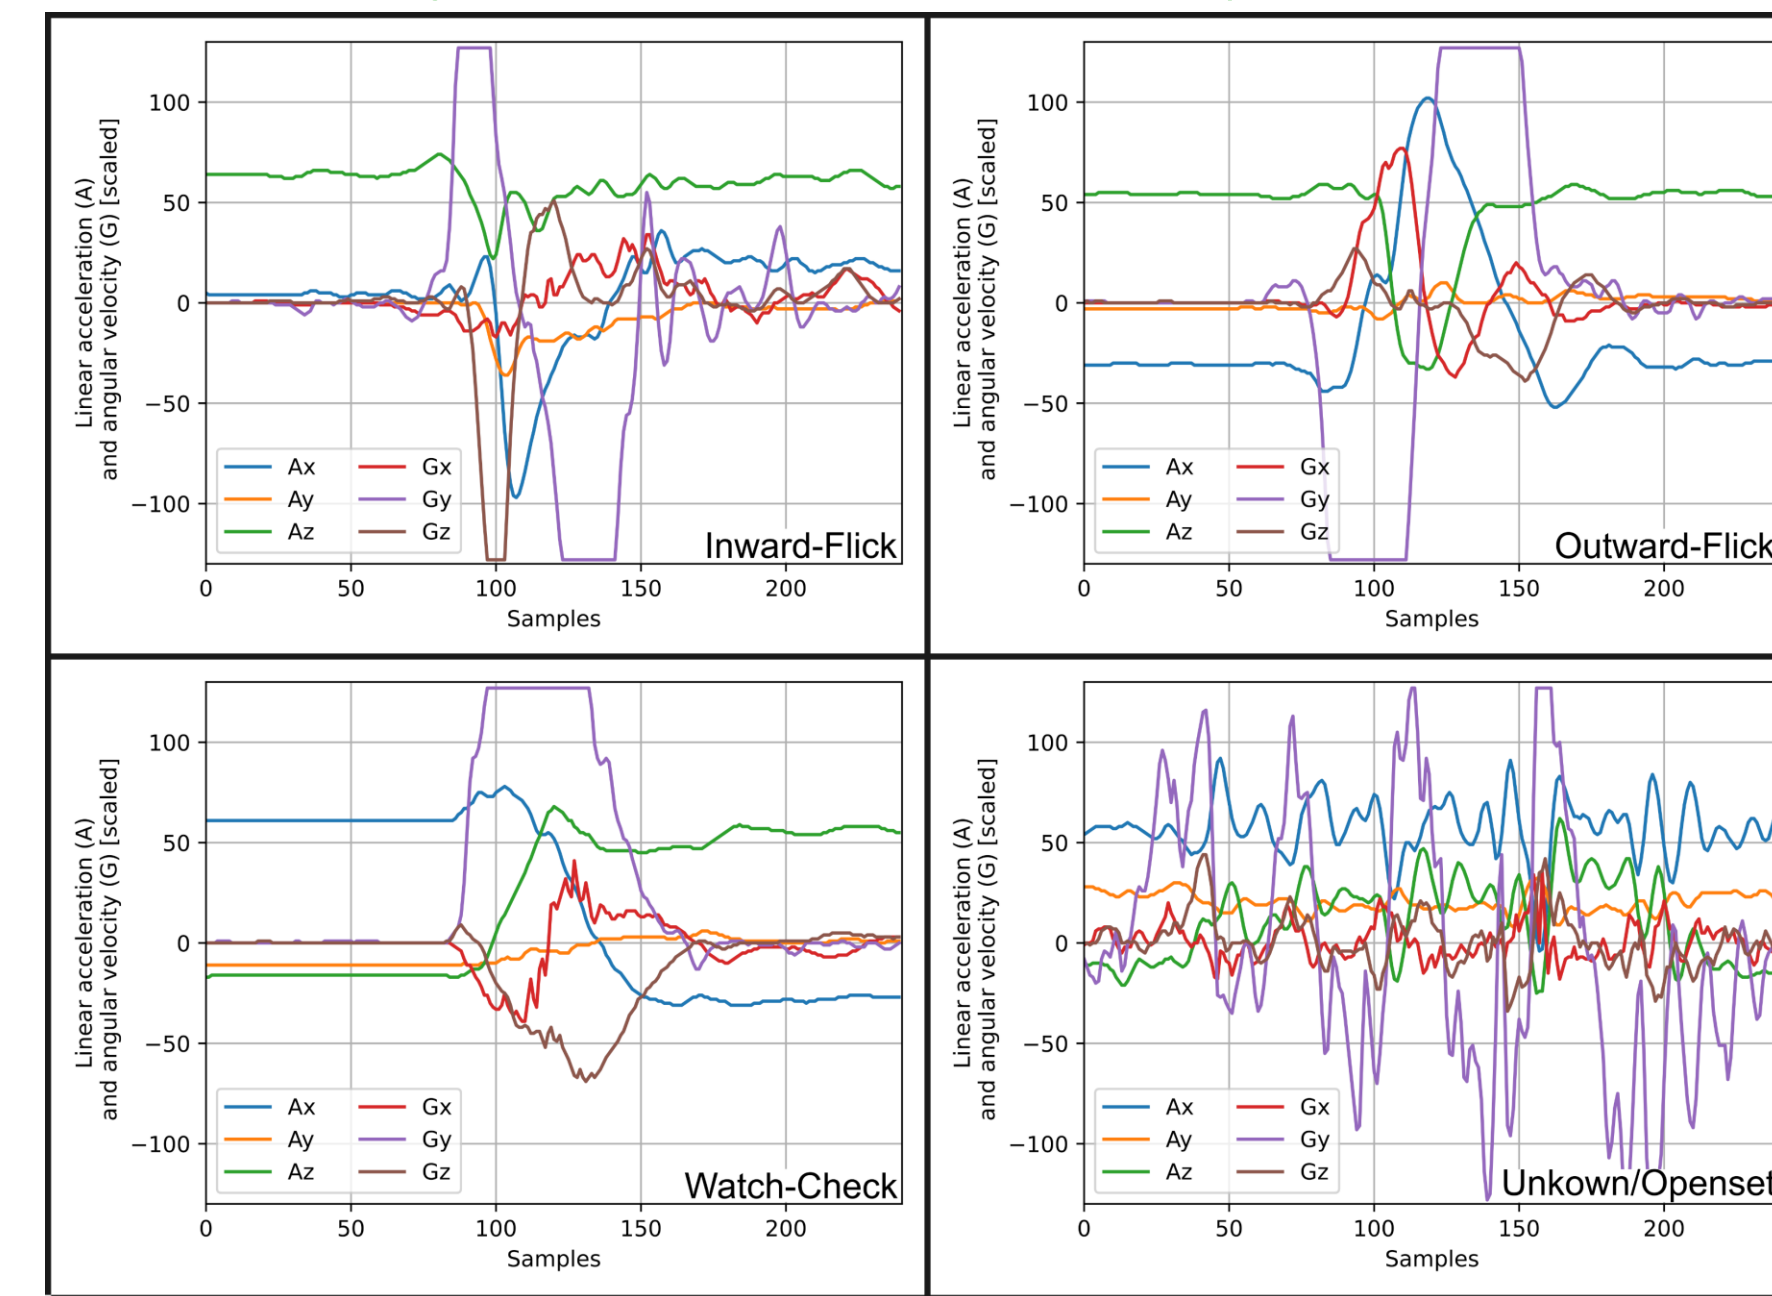 100
50
0
−50
−100
Linear acceleration (A)
and angular velocity (G) [scaled]
Ax Gx
Ay Gy
Az Gz
Inward-Flick
0 50 100 150 200
Samples
100
50
0
−50
−100
Linear acceleration (A)
and angular velocity (G) [scaled]
Ax Gx
Ay Gy
Az Gz
Outward-Flick
0 50 100 150 200
Samples
100
50
0
−50
−100
Linear acceleration (A)
and angular velocity (G) [scaled]
Ax Gx
Ay Gy
Az Gz
Watch-Check
0 50 100 150 200
Samples
100
50
0
−50
−100
Linear acceleration (A)
and angular velocity (G) [scaled]
Ax Gx
Ay Gy
Az Gz
Unkown/Openset
0 50 100 150 200
Samples